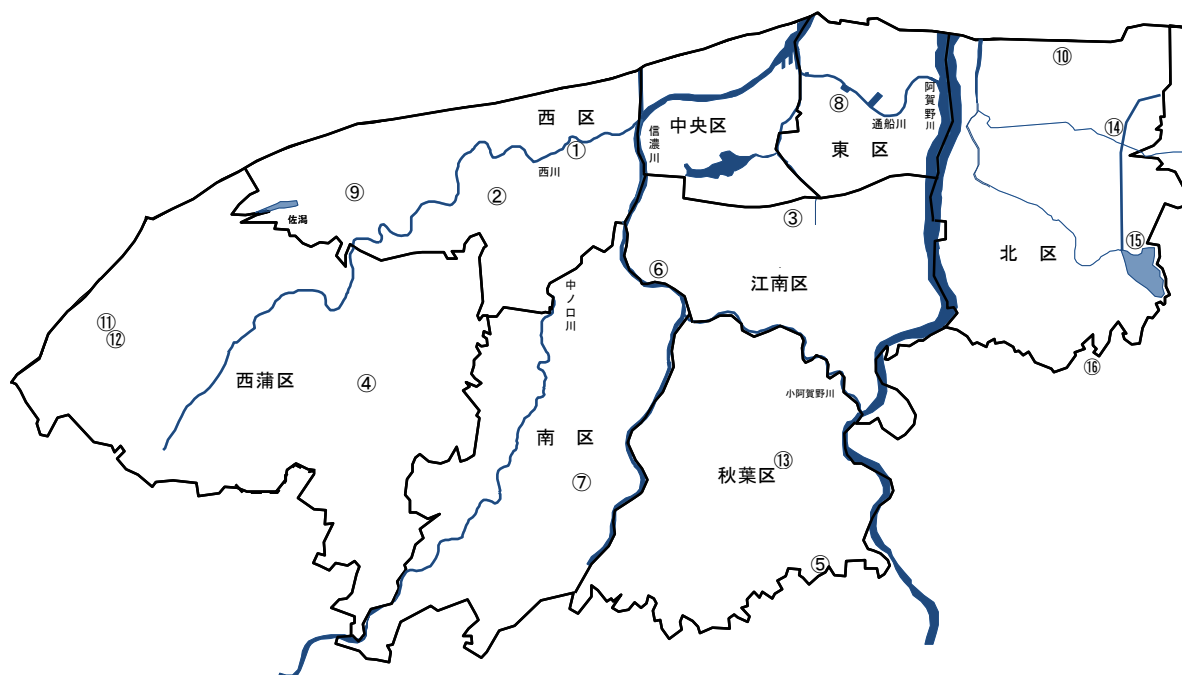 ⑩
⑧
阿賀野川
西 区
中央区
通船川
⑭
信濃川
東 区
①
西川
⑨
②
佐潟
③
⑮
北 区
⑥
江南区
中ノ口川
⑪
⑫
⑯
西蒲区
④
小阿賀野川
南 区
⑬
秋葉区
⑦
⑤